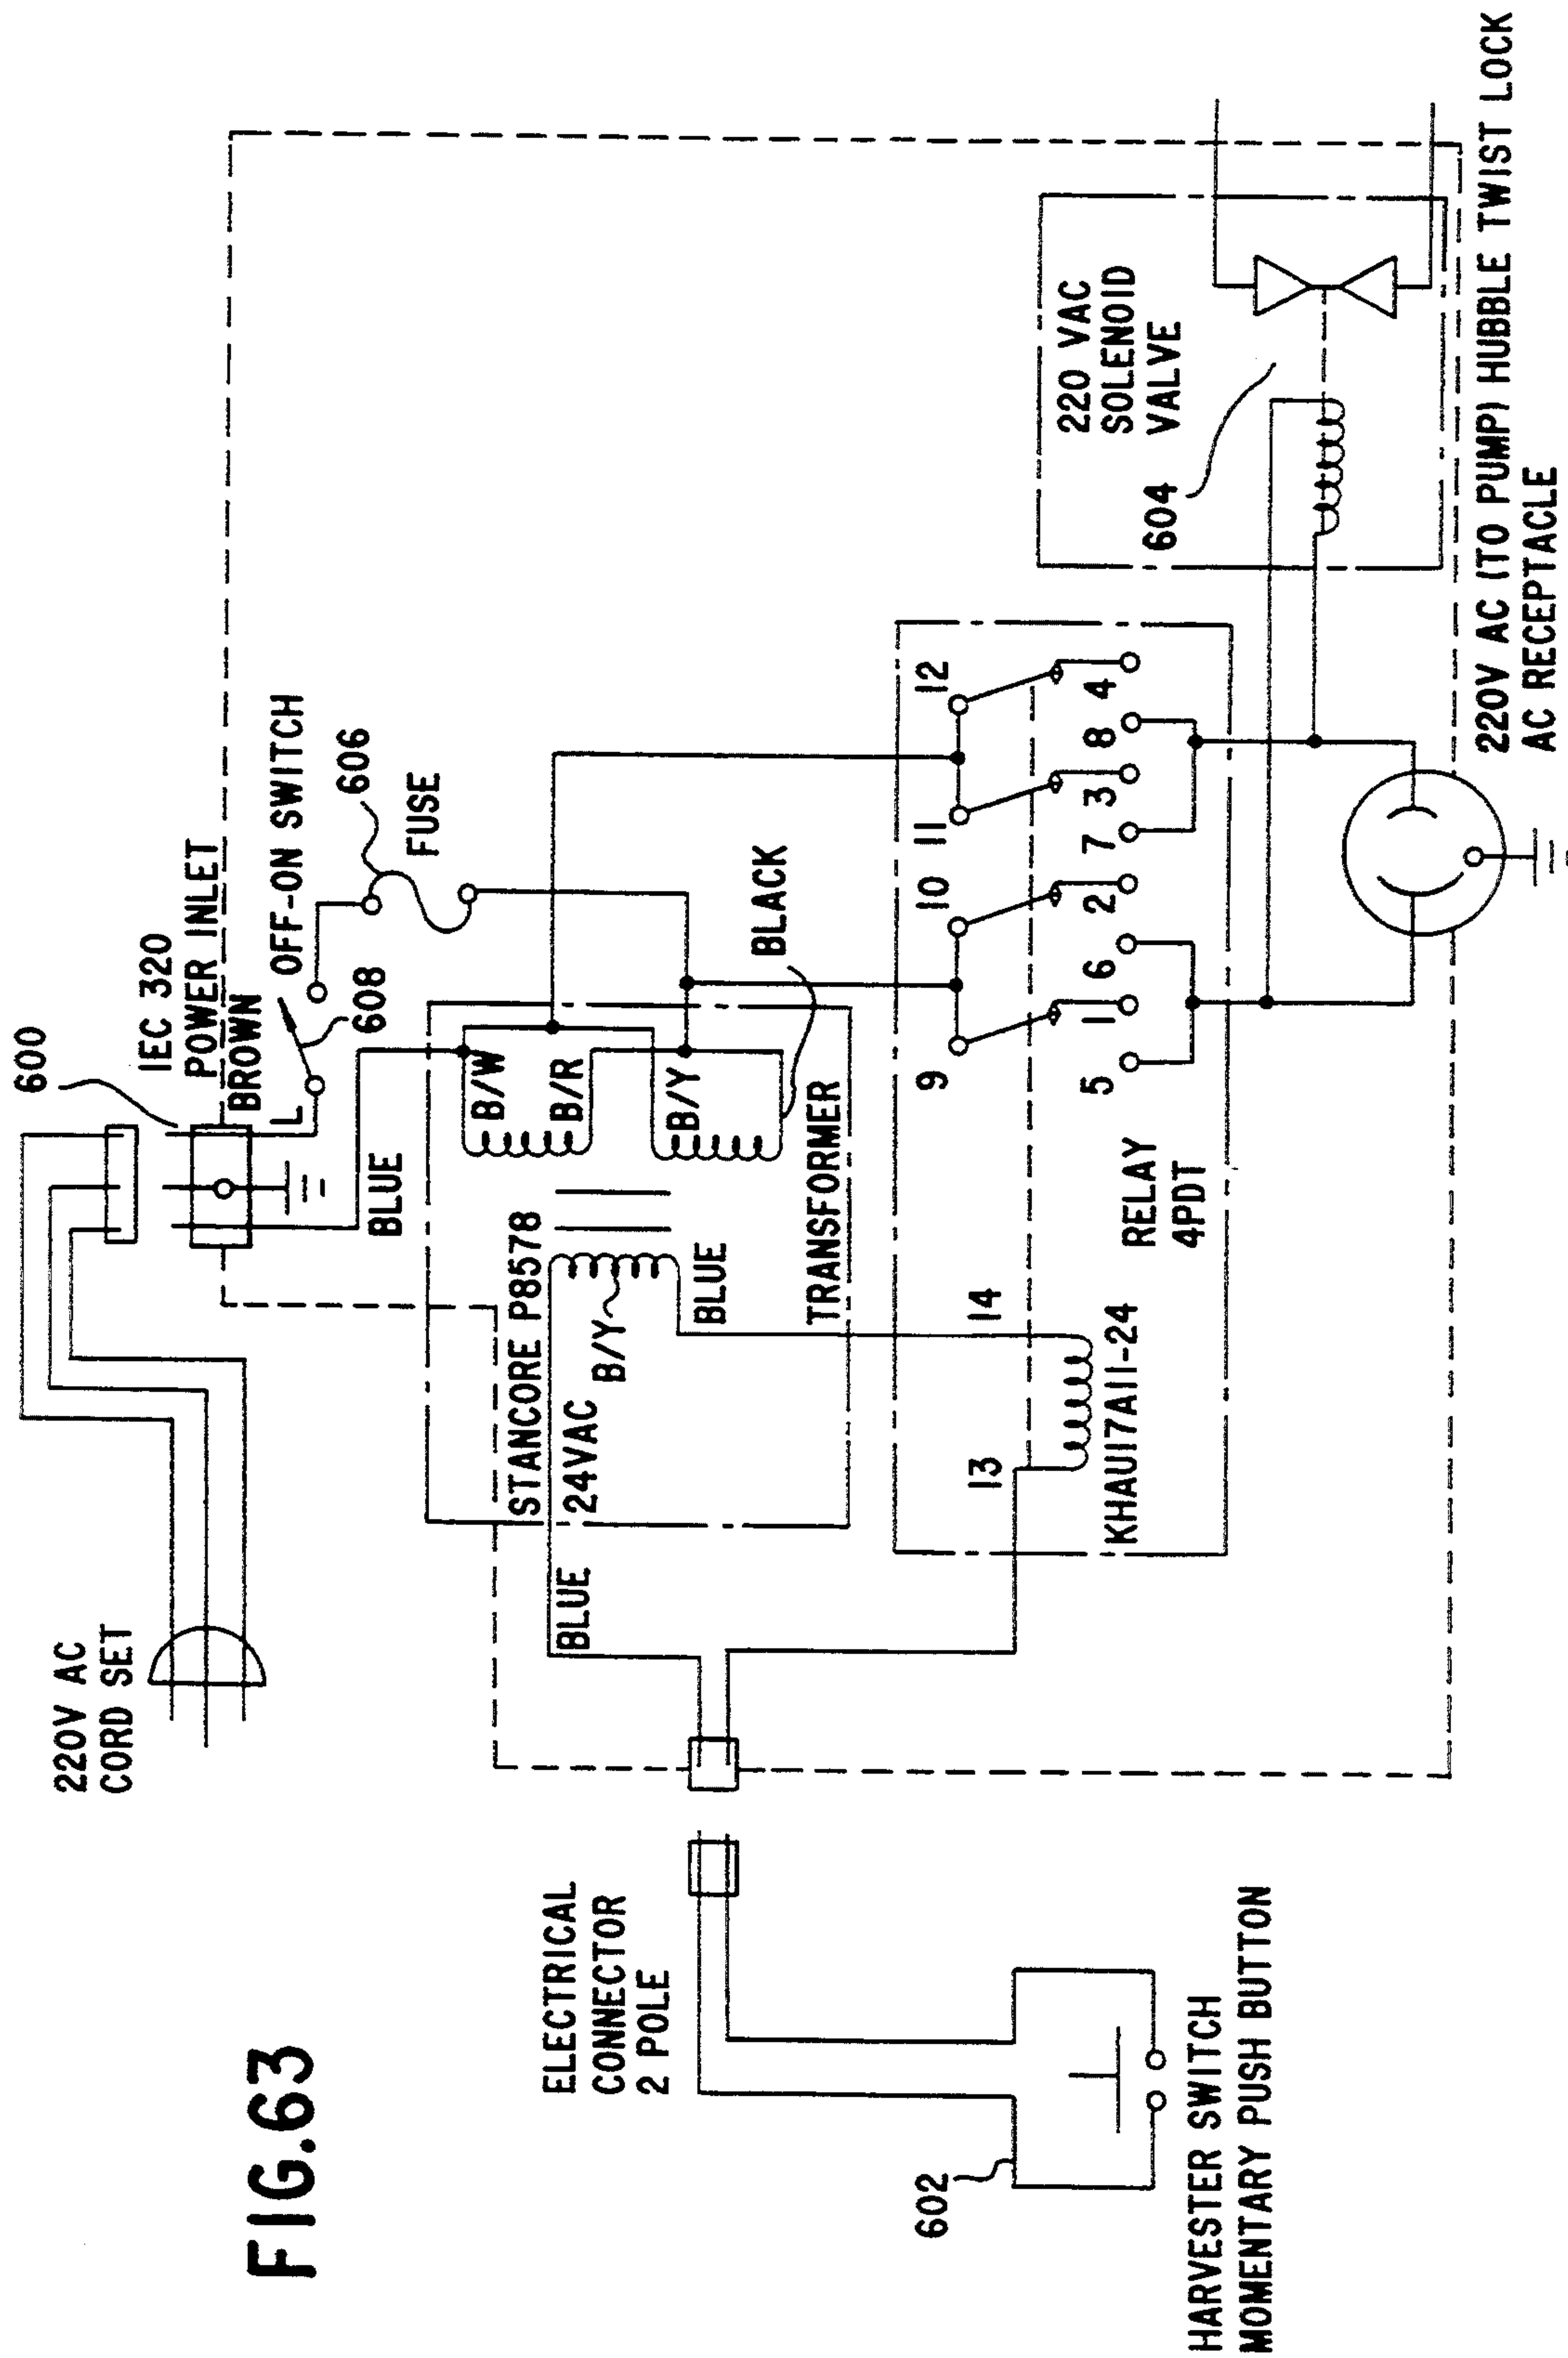 FIG.63
220V AC
CORD SET
600
IEC 320
POWER INLET
BROWN
L
OFF-ON SWITCH
608
606
FUSE
BLUE
B/W
B/R
B/Y
BLACK
STANCORE P8578
24VAC
B/Y
BLUE
BLUE
TRANSFORMER
ELECTRICAL
CONNECTOR
2 POLE
602
HARVESTER SWITCH
MOMENTARY PUSH BUTTON
13
14
KHAU17A11-24
RELAY
4PDT
9
10
11
12
5
1
6
2
7
3
8
4
220 VAC
SOLENOID
VALVE
604
220V AC (TO PUMP) HUBBLE TWIST LOCK
AC RECEPTACLE